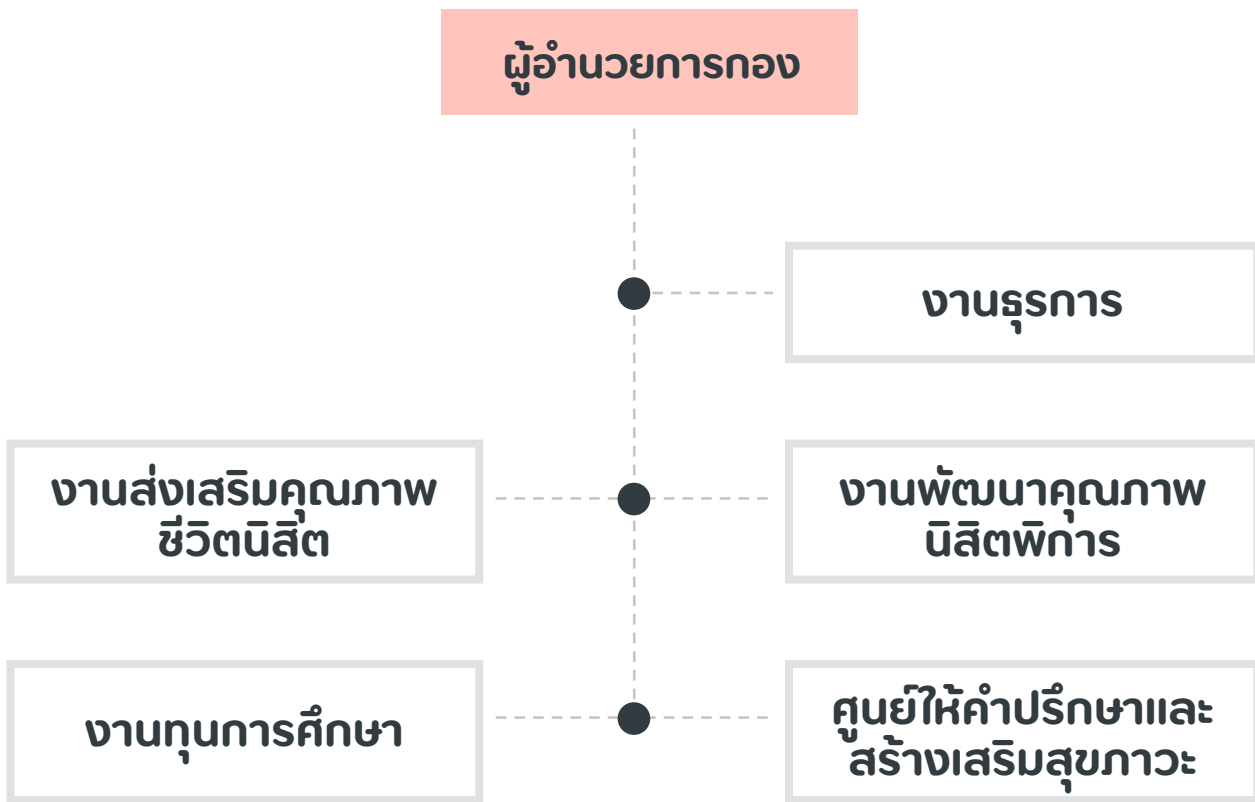 ผู้อำนวยการกอง
งานธุรการ
งานส่งเสริมคุณภาพ
ชีวิตนิสิต
งานพัฒนาคุณภาพ
นิสิตพิการ
งานทุนการศึกษา
ศูนย์ให้คำปรึกษาและ
สร้างเสริมสุขภาวะ